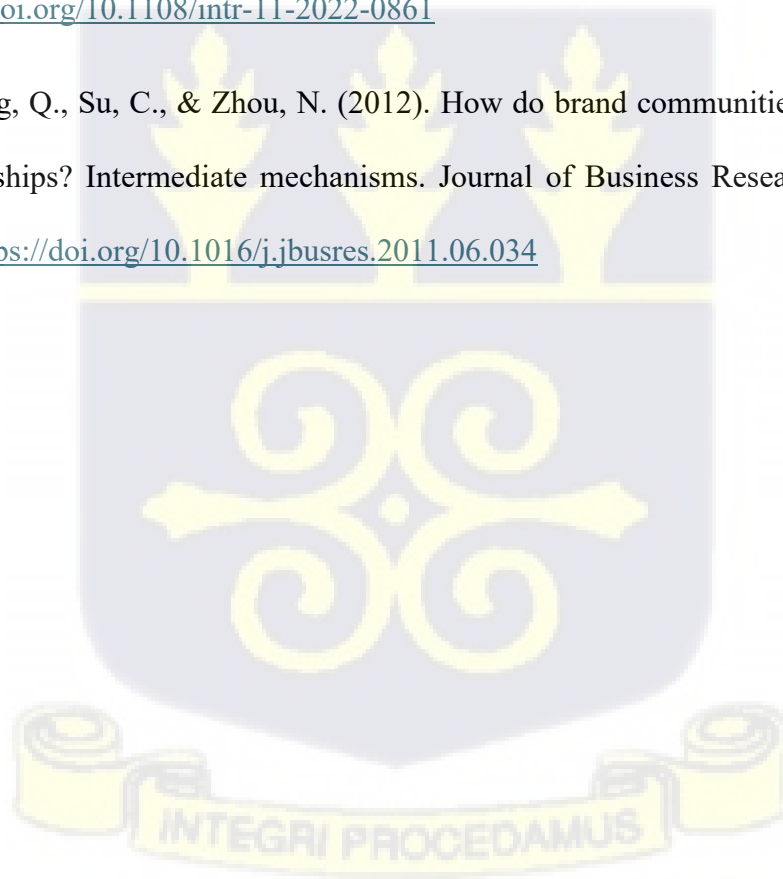 oi.org/10.1108/intr-11-2022-0861
g, Q., Su, C., & Zhou, N. (2012). How do brand communitie
ships? Intermediate mechanisms. Journal of Business Resea
ps://doi.org/10.1016/j.jbusres.2011.06.034
INTEGRI PROCEDAMUS